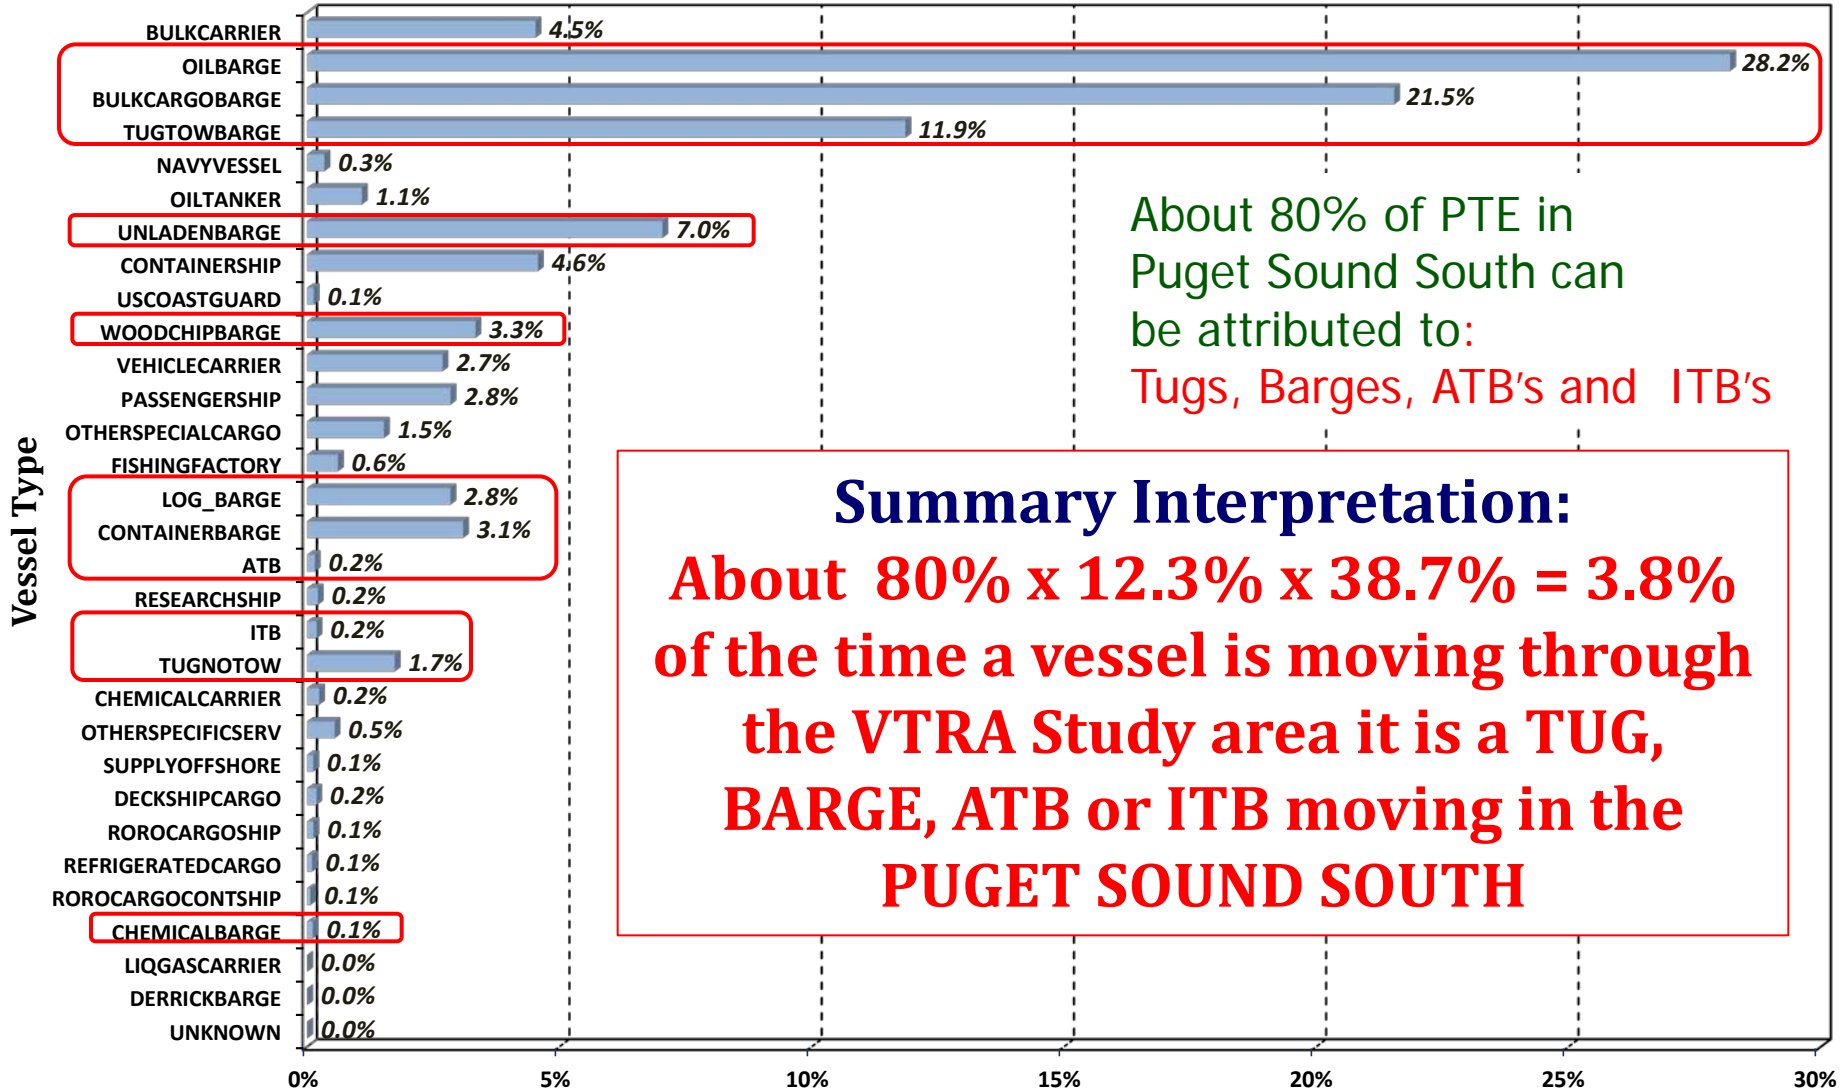 BULKCARRIER 4.5%
OILBARGE 28.2%
BULKCARGOBARGE 21.5%
TUGTOWBARGE 11.9%
NAVYVESSEL 0.3%
OILTANKER 1.1%
UNLADENBARGE 7.0%
CONTAINERSHIP 4.6%
USCOASTGUARD 0.1%
WOODCHIPBARGE 3.3%
VEHICLECARRIER 2.7%
PASSENGERSHIP 2.8%
OTHERSPECIALCARGO 1.5%
FISHINGFACTORY 0.6%
LOG_BARGE 2.8%
CONTAINERBARGE 3.1%
ATB 0.2%
RESEARCHSHIP 0.2%
ITB 0.2%
TUGNOTOW 1.7%
CHEMICALCARRIER 0.2%
OTHERSPECIFICSERV 0.5%
SUPPLYOFFSHORE 0.1%
DECKSHIPCARGO 0.2%
ROROCARGOSHIP 0.1%
REFRIGERATEDCARGO 0.1%
ROROCARGOCONTSHIP 0.1%
CHEMICALBARGE 0.1%
LIQGASCARRIER 0.0%
DERRICKBARGE 0.0%
UNKNOWN 0.0%
Vessel Type
0% 5% 10% 15% 20% 25% 30%
About 80% of PTE in
Puget Sound South can
be attributed to:
Tugs, Barges, ATB's and ITB's
Summary Interpretation:
About 80% x 12.3% x 38.7% = 3.8%
of the time a vessel is moving through
the VTRA Study area it is a TUG,
BARGE, ATB or ITB moving in the
PUGET SOUND SOUTH